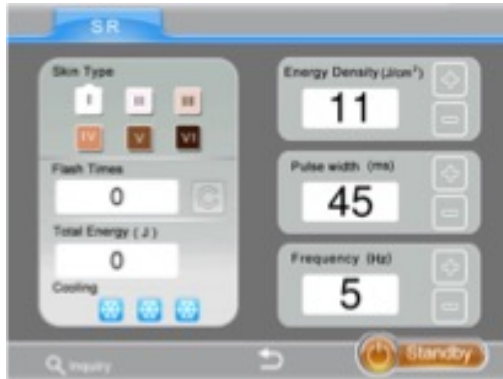 SR
Skin Type
I II III
IV V VI
Flash Times
0
Total Energy ( J )
0
Cooling
Energy Density(J/cm²)
11
Pulse width (ms)
45
Frequency (Hz)
5
Inquiry
Standby